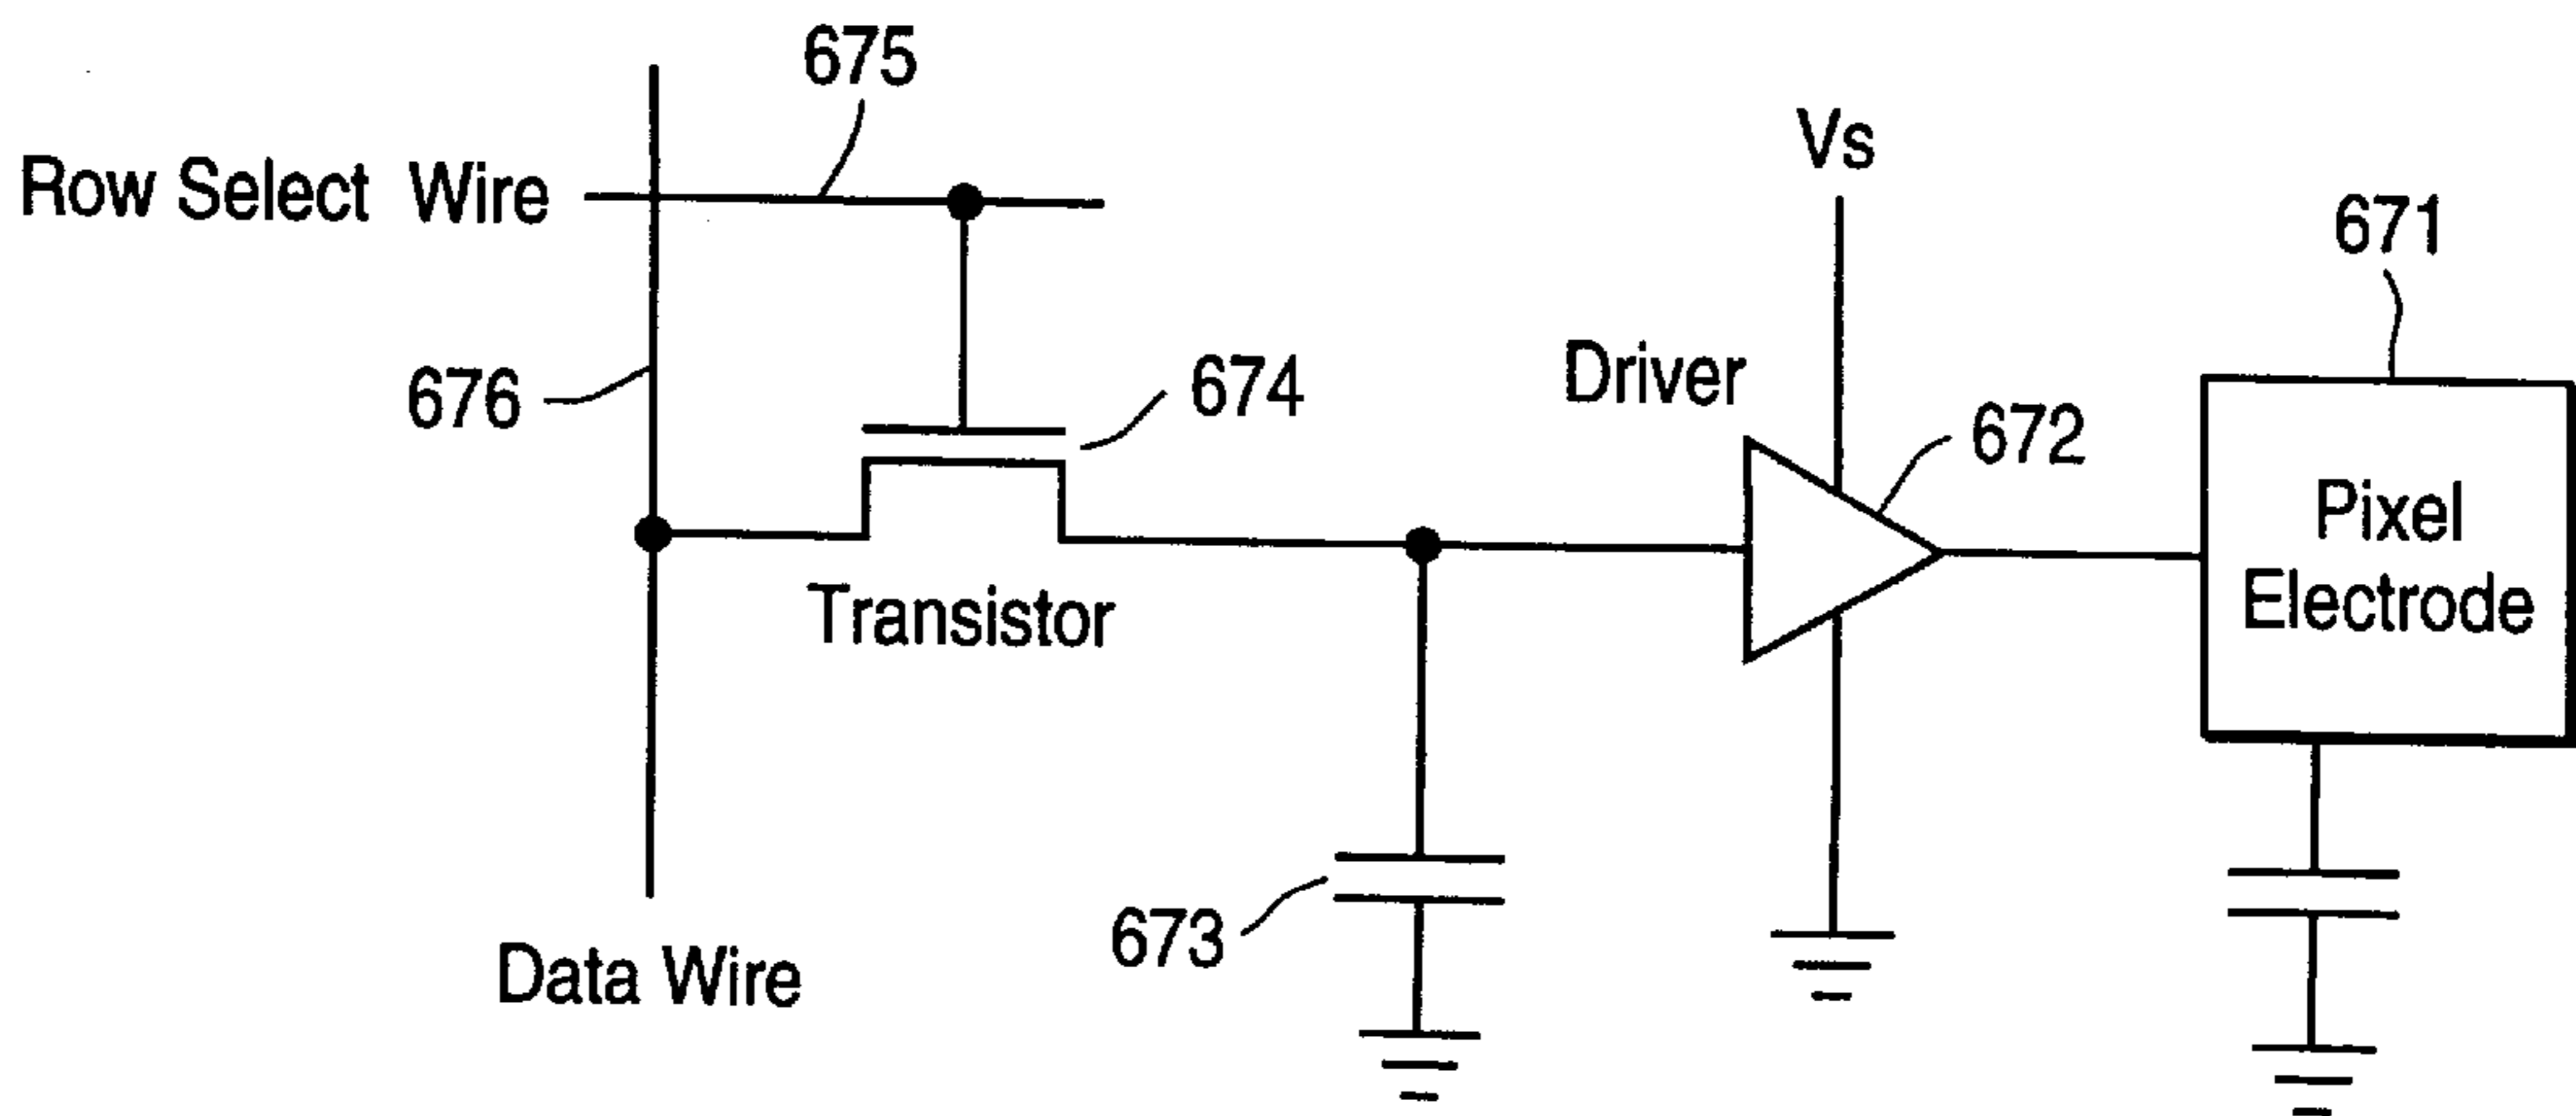 675
Vs
Row Select Wire
671
Driver
676
674
672
Pixel
Electrode
Transistor
673
Data Wire